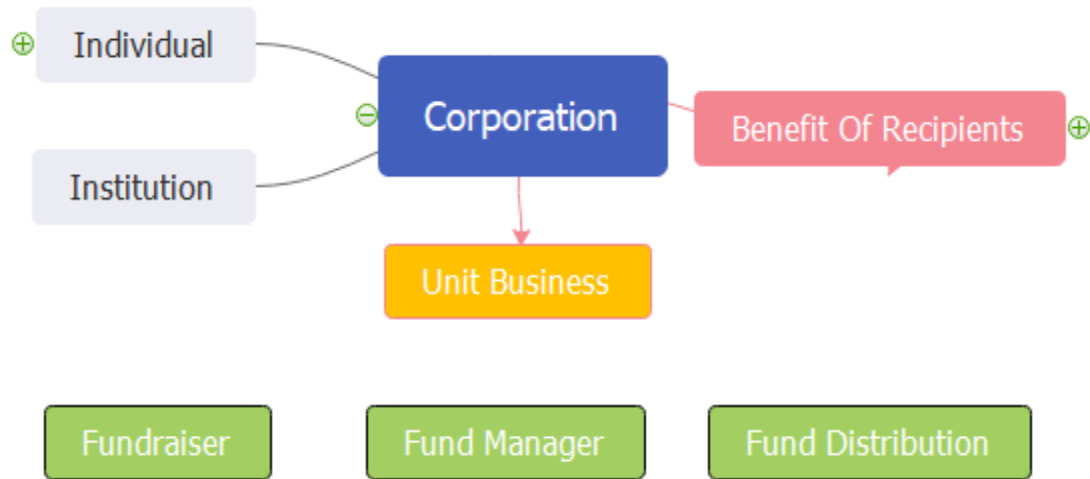 Individual
Corporation
Benefit Of Recipients
Institution
Unit Business
Fundraiser
Fund Manager
Fund Distribution